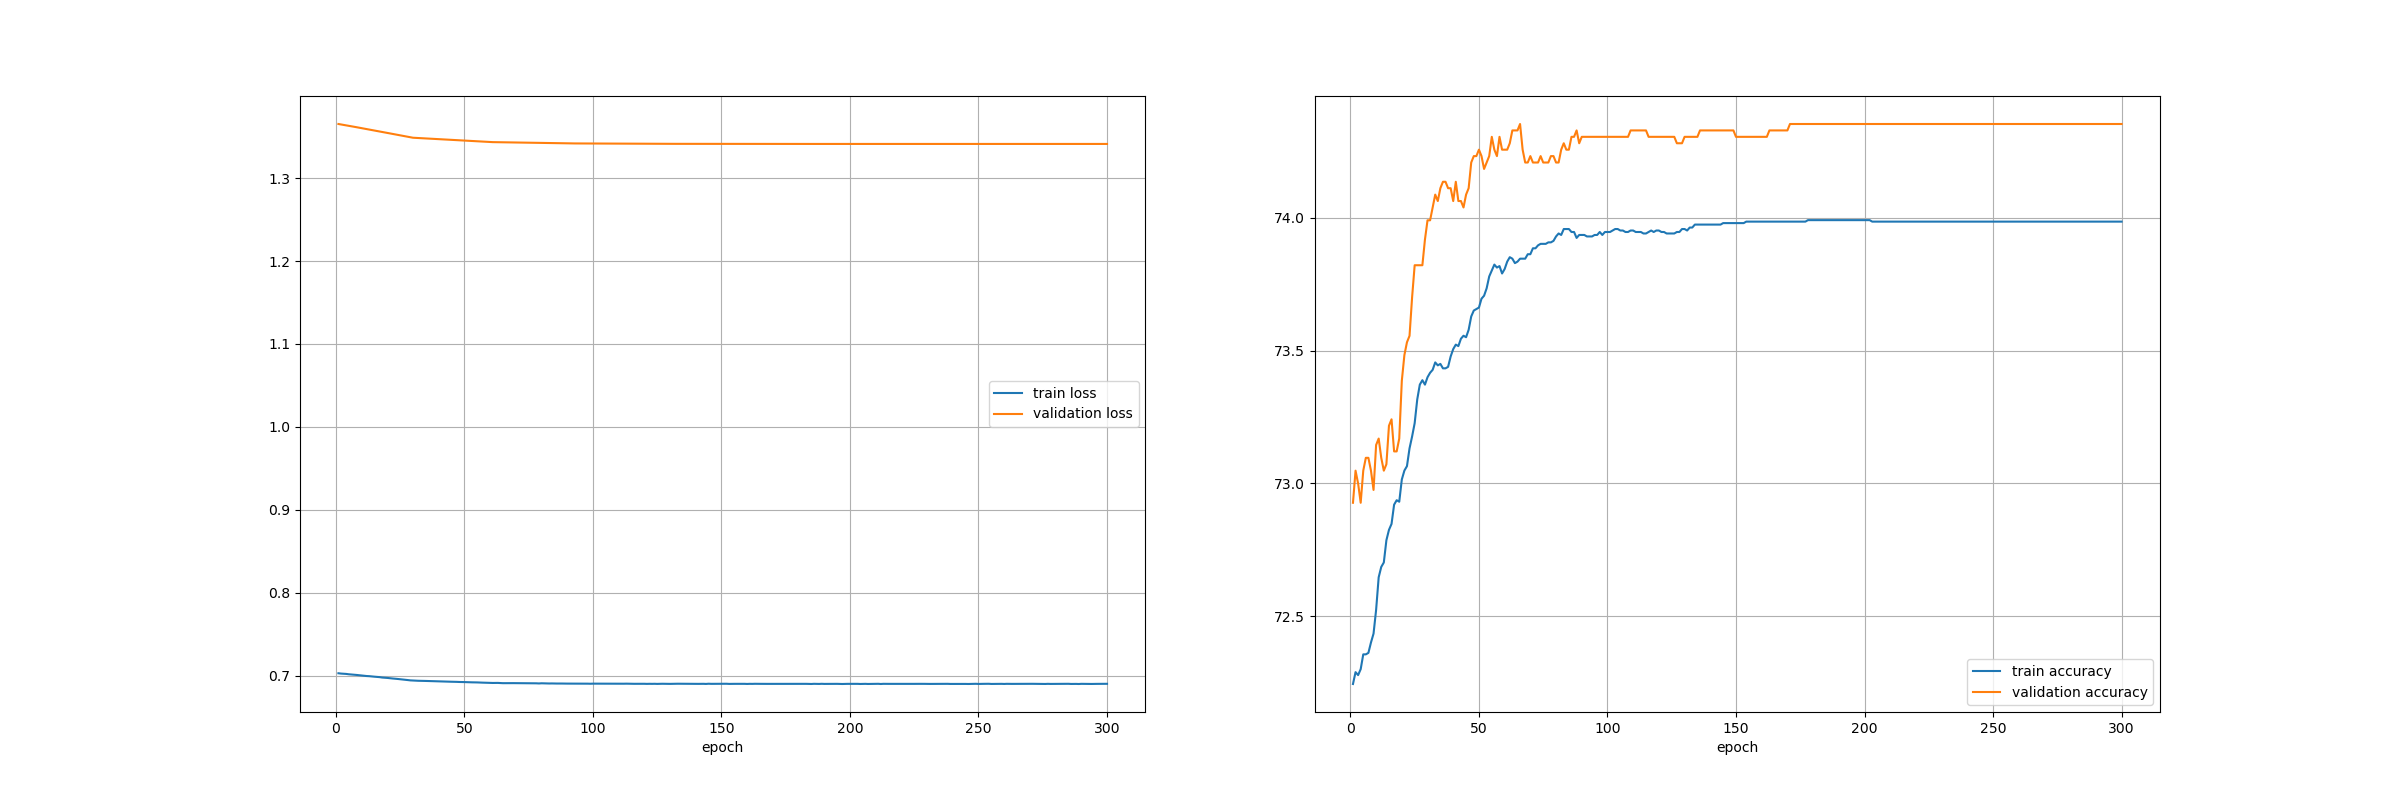 1.3
1.2
1.1
1.0
0.9
0.8
0.7
0 50 100 150 200 250 300
epoch
train loss
validation loss
74.0
73.5
73.0
72.5
0 50 100 150 200 250 300
epoch
train accuracy
validation accuracy